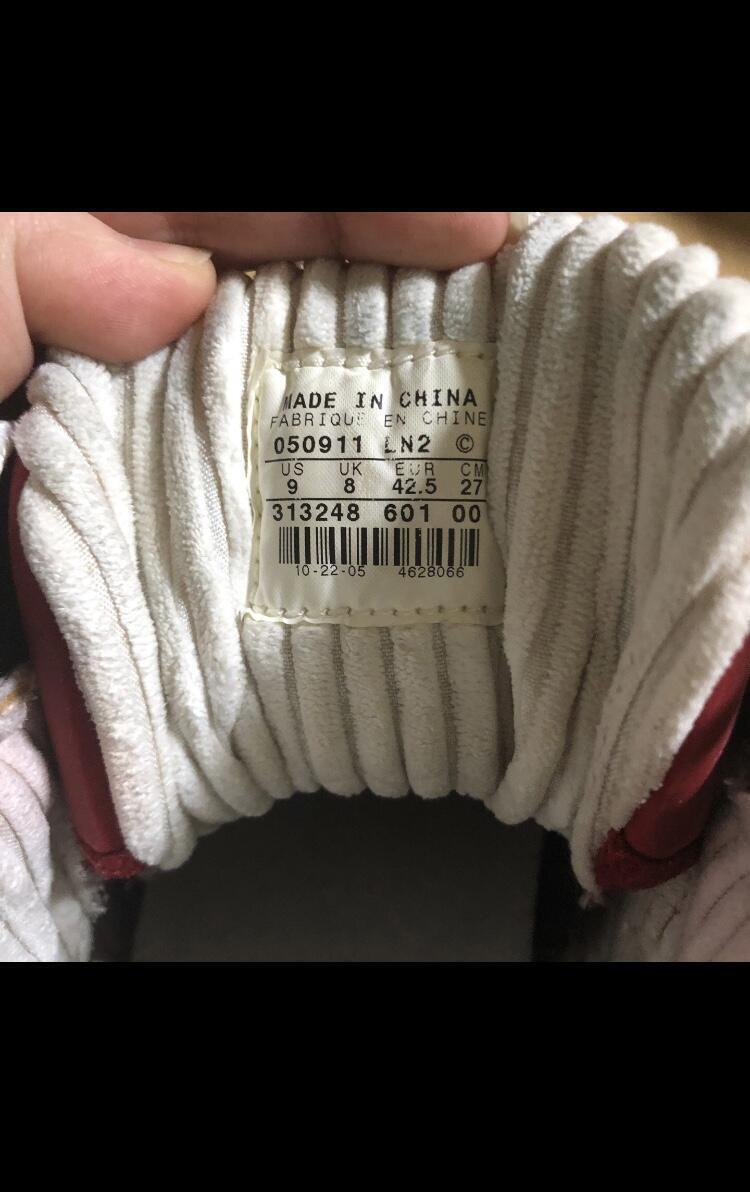 MADE IN CHINA
FABRIQUE EN CHINE
050911 LN2 ©
US UK EUR CM
9 8 42.5 27
313248 601 00
10-22-05 4628066